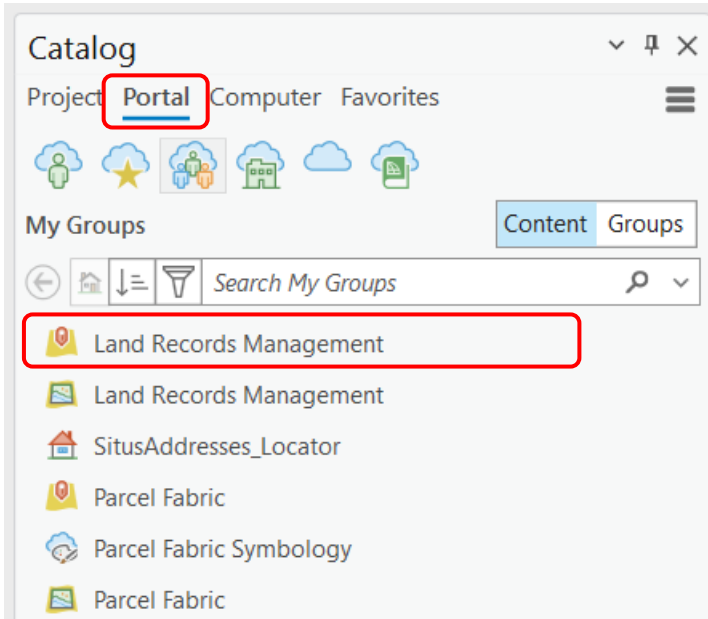 Catalog
Project Portal Computer Favorites
My Groups
Content Groups
Search My Groups
Land Records Management
Land Records Management
SitusAddresses_Locator
Parcel Fabric
Parcel Fabric Symbology
Parcel Fabric